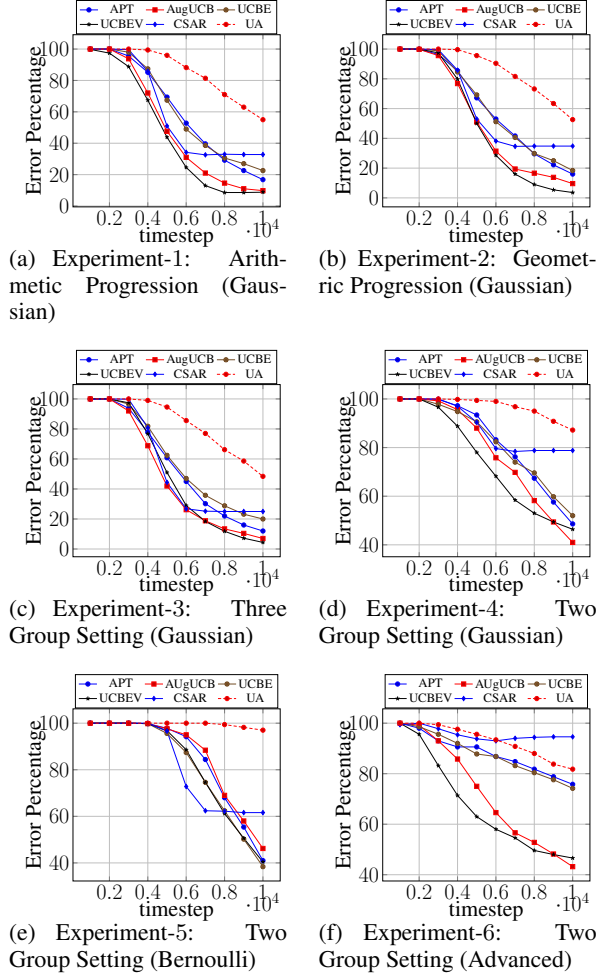 APT AugUCB UCBE
UCBEV CSAR UA
100
80
60
40
20
0
Error Percentage
0.2 0.4 0.6 0.8 1
·10⁴
timestep
(a) Experiment-1: Arith-
metic Progression (Gaus-
sian)
APT AugUCB UCBE
UCBEV CSAR UA
100
80
60
40
20
0
Error Percentage
0.2 0.4 0.6 0.8 1
·10⁴
timestep
(b) Experiment-2: Geomet-
ric Progression (Gaussian)
APT AUgUCB UCBE
UCBEV CSAR UA
100
80
60
40
20
0
Error Percentage
0.2 0.4 0.6 0.8 1
·10⁴
timestep
(c) Experiment-3: Three
Group Setting (Gaussian)
APT AUgUCB UCBE
UCBEV CSAR UA
100
80
60
40
Error Percentage
0.2 0.4 0.6 0.8 1
·10⁴
timestep
(d) Experiment-4: Two
Group Setting (Gaussian)
APT AUgUCB UCBE
UCBEV CSAR UA
100
80
60
40
Error Percentage
0.2 0.4 0.6 0.8 1
·10⁴
timestep
(e) Experiment-5: Two
Group Setting (Bernoulli)
APT AUgUCB UCBE
UCBEV CSAR UA
100
80
60
40
Error Percentage
0.2 0.4 0.6 0.8 1
·10⁴
timestep
(f) Experiment-6: Two
Group Setting (Advanced)